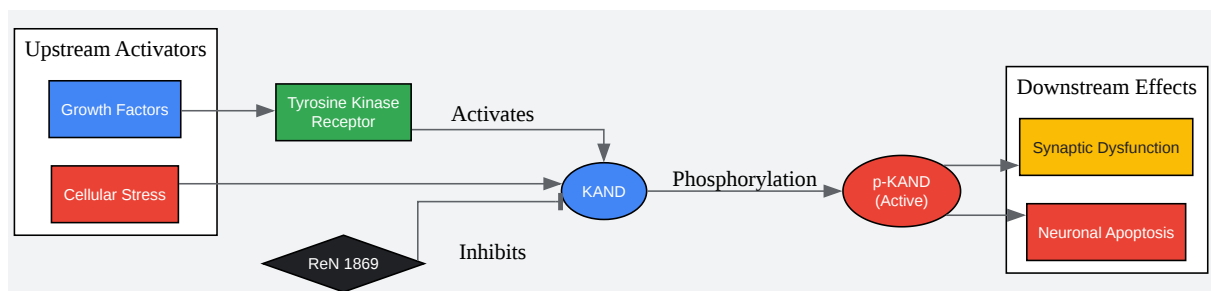 Upstream Activators
Growth Factors
Cellular Stress
Tyrosine Kinase
Receptor
Activates
KAND
ReN 1869
Inhibits
Phosphorylation
p-KAND
(Active)
Downstream Effects
Synaptic Dysfunction
Neuronal Apoptosis